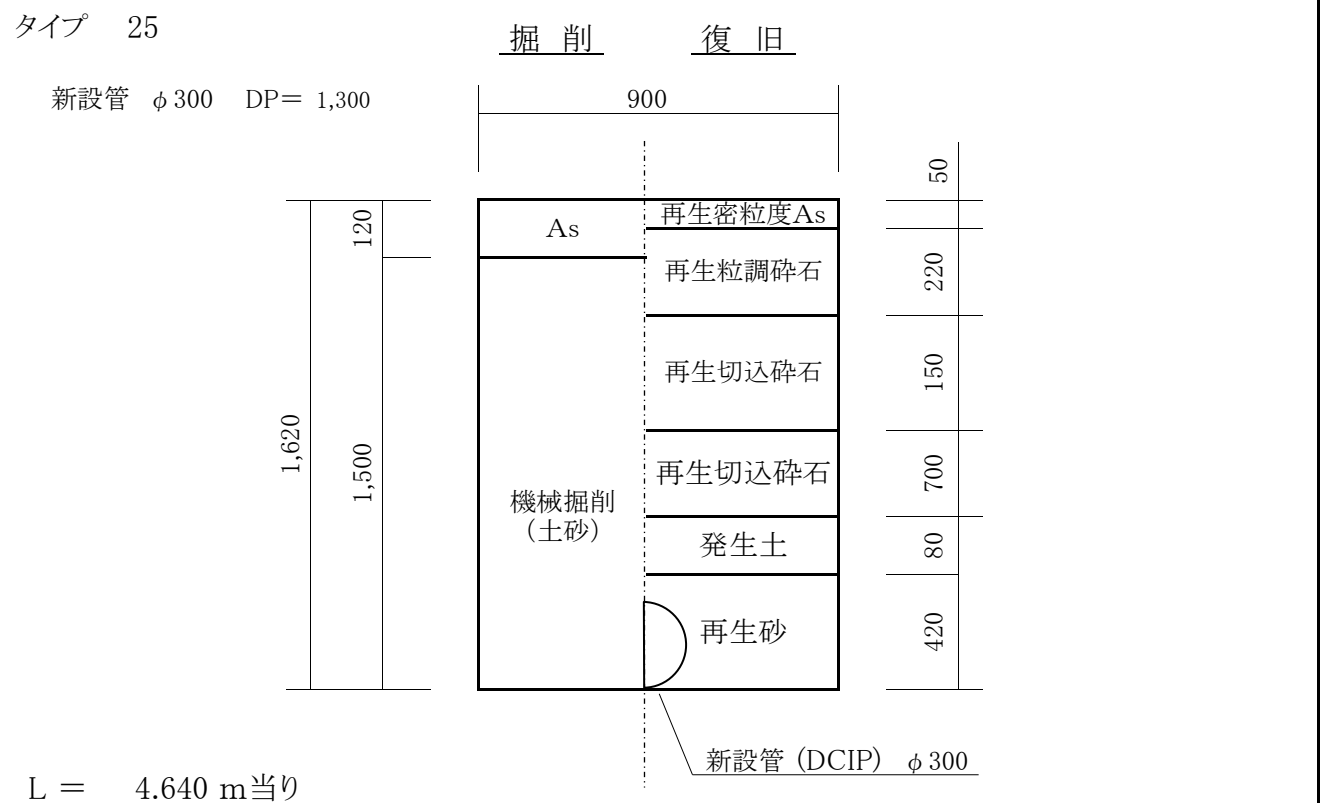 タイプ 25
掘 削 復 旧
新設管 φ300 DP= 1,300
900
50
120
As
再生密粒度As
再生粒調砕石
220
再生切込砕石
150
1,620
1,500
機械掘削
(土砂)
再生切込砕石
700
発生土
80
再生砂
420
新設管 (DCIP) φ300
L = 4.640 m当り